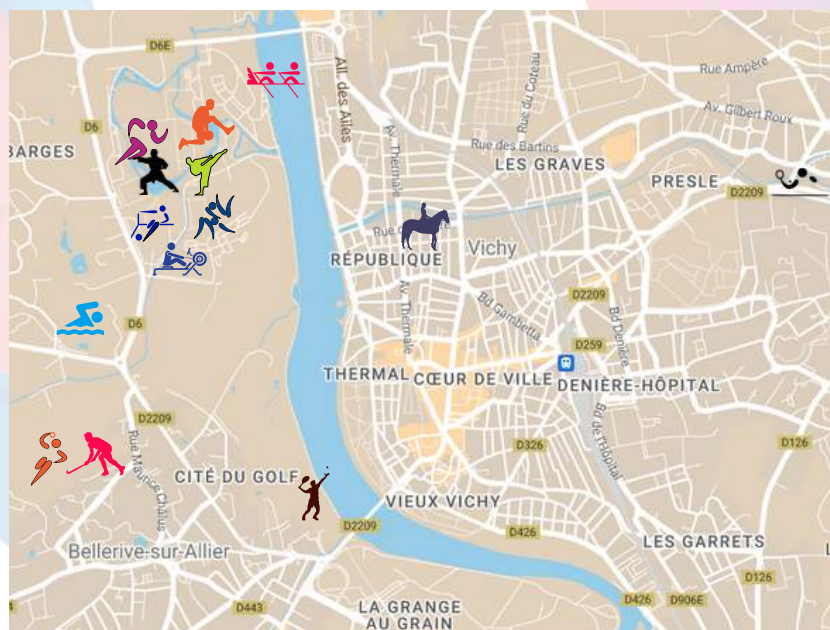 D6E
All. des Ailes
Rue du Coteau
Rue Ampère
Av. Gilbert Roux
D6
BARGES
Av. Thermale
Rue des Bartins
LES GRAVES
PRESLE
D2209
Rue
RÉPUBLIQUE
Vichy
Av. Thermale
Bd Gambetta
D2209
Bd Denière
D6
D259
THERMAL
CŒUR DE VILLE
DENIÈRE-HÔPITAL
D2209
Rue Maurice Châlus
Bd de l'Hôpital
D326
D126
CITÉ DU GOLF
VIEUX VICHY
D2209
D426
LES GARRETS
Bellerive-sur-Allier
D126
D443
LA GRANGE
AU GRAIN
D426
D906E